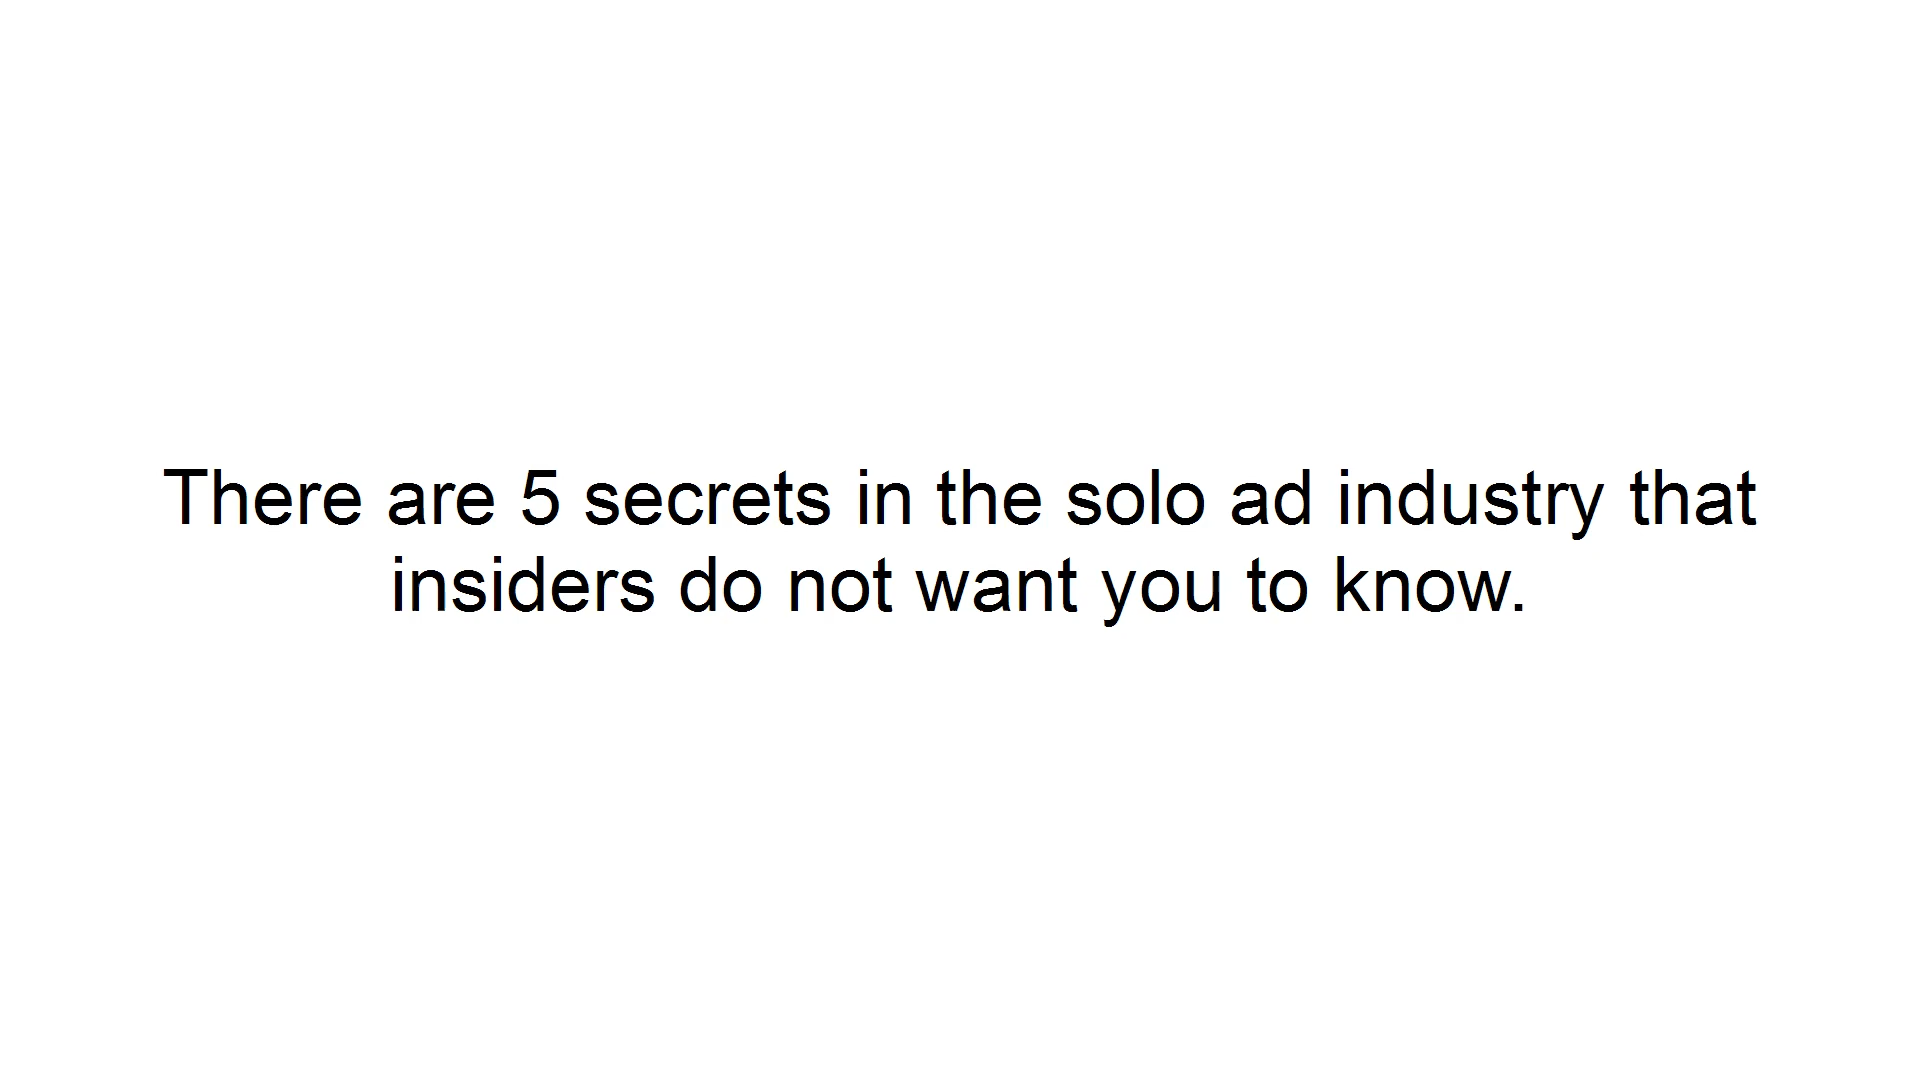 There are 5 secrets in the solo ad industry that
insiders do not want you to know.